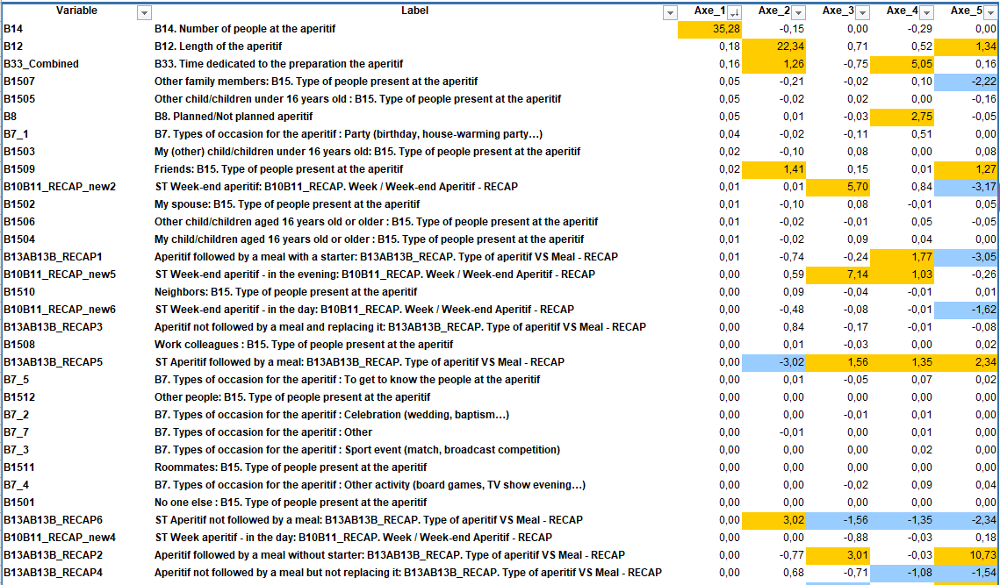 Variable Label Axe_1 Axe_2 Axe_3 Axe_4 Axe_5
B14 B14. Number of people at the aperitif 35,28 -0,15 0,00 -0,29 0,00
B12 B12. Length of the aperitif 0,18 22,34 0,71 0,52 1,34
B33_Combined B33. Time dedicated to the preparation the aperitif 0,16 1,26 -0,75 5,05 0,16
B1507 Other family members: B15. Type of people present at the aperitif 0,05 -0,21 -0,02 0,10 -2,22
B1505 Other child/children under 16 years old : B15. Type of people present at the aperitif 0,05 -0,02 0,02 0,00 -0,16
B8 B8. Planned/Not planned aperitif 0,05 0,01 -0,03 2,75 -0,05
B7_1 B7. Types of occasion for the aperitif : Party (birthday, house-warming party…) 0,04 -0,02 -0,11 0,51 0,00
B1503 My (other) child/children under 16 years old: B15. Type of people present at the aperitif 0,02 -0,10 0,08 0,00 0,08
B1509 Friends: B15. Type of people present at the aperitif 0,02 1,41 0,15 0,01 1,27
B10B11_RECAP_new2 ST Week-end aperitif: B10B11_RECAP. Week / Week-end Aperitif - RECAP 0,01 0,01 5,70 0,84 -3,17
B1502 My spouse: B15. Type of people present at the aperitif 0,01 -0,10 0,08 -0,01 0,05
B1506 Other child/children aged 16 years old or older : B15. Type of people present at the aperitif 0,01 -0,02 -0,01 0,05 -0,05
B1504 My child/children aged 16 years old or older : B15. Type of people present at the aperitif 0,01 -0,02 0,09 0,04 0,00
B13AB13B_RECAP1 Aperitif followed by a meal with a starter: B13AB13B_RECAP. Type of aperitif VS Meal - RECAP 0,01 -0,74 -0,24 1,77 -3,05
B10B11_RECAP_new5 ST Week-end aperitif - in the evening: B10B11_RECAP. Week / Week-end Aperitif - RECAP 0,00 0,59 7,14 1,03 -0,26
B1510 Neighbors: B15. Type of people present at the aperitif 0,00 0,09 -0,04 -0,01 0,01
B10B11_RECAP_new6 ST Week-end aperitif - in the day: B10B11_RECAP. Week / Week-end Aperitif - RECAP 0,00 -0,48 -0,08 -0,01 -1,62
B13AB13B_RECAP3 Aperitif not followed by a meal and replacing it: B13AB13B_RECAP. Type of aperitif VS Meal - RECAP 0,00 0,84 -0,17 -0,01 -0,08
B1508 Work colleagues : B15. Type of people present at the aperitif 0,00 0,01 -0,03 0,00 0,02
B13AB13B_RECAP5 ST Aperitif followed by a meal: B13AB13B_RECAP. Type of aperitif VS Meal - RECAP 0,00 -3,02 1,56 1,35 2,34
B7_5 B7. Types of occasion for the aperitif : To get to know the people at the aperitif 0,00 0,01 -0,05 0,07 0,02
B1512 Other people: B15. Type of people present at the aperitif 0,00 0,00 0,00 0,00 0,00
B7_2 B7. Types of occasion for the aperitif : Celebration (wedding, baptism…) 0,00 0,00 -0,01 0,01 0,00
B7_7 B7. Types of occasion for the aperitif : Other 0,00 -0,01 0,00 0,01 0,00
B7_3 B7. Types of occasion for the aperitif : Sport event (match, broadcast competition) 0,00 0,00 0,00 0,02 0,00
B1511 Roommates: B15. Type of people present at the aperitif 0,00 0,00 0,00 0,00 0,00
B7_4 B7. Types of occasion for the aperitif : Other activity (board games, TV show evening…) 0,00 0,00 -0,02 0,09 0,04
B1501 No one else : B15. Type of people present at the aperitif 0,00 0,00 0,00 0,00 0,00
B13AB13B_RECAP6 ST Aperitif not followed by a meal: B13AB13B_RECAP. Type of aperitif VS Meal - RECAP 0,00 3,02 -1,56 -1,35 -2,34
B10B11_RECAP_new4 ST Week aperitif - in the day: B10B11_RECAP. Week / Week-end Aperitif - RECAP 0,00 0,00 -0,88 -0,03 0,18
B13AB13B_RECAP2 Aperitif followed by a meal without starter: B13AB13B_RECAP. Type of aperitif VS Meal - RECAP 0,00 -0,77 3,01 -0,03 10,73
B13AB13B_RECAP4 Aperitif not followed by a meal but not replacing it: B13AB13B_RECAP. Type of aperitif VS Meal - RECAP 0,00 0,68 -0,71 -1,08 -1,54